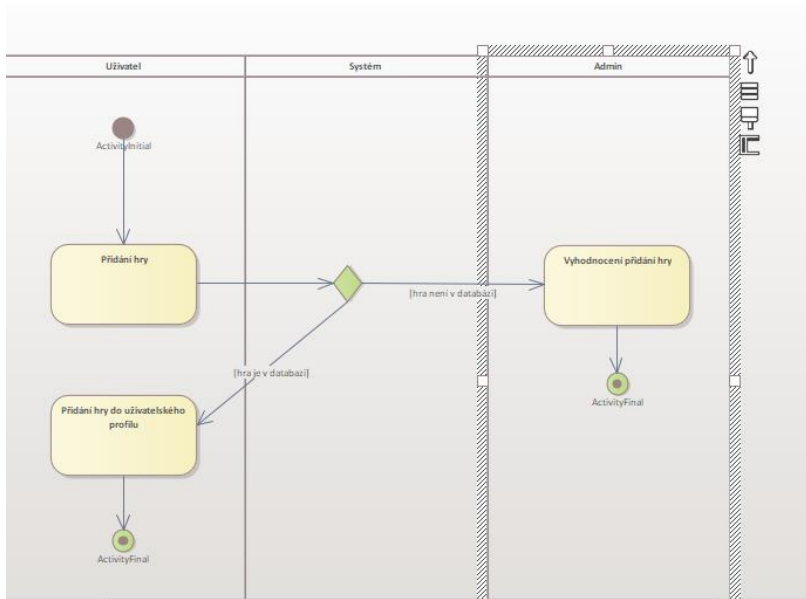 Uživatel
Systém
Admin
ActivityInitial
Přidání hry
Vyhodnocení přidání hry
[hra není v databázi]
[hra je v databazi]
Přidání hry do uživatelského
profilu
ActivityFinal
ActivityFinal